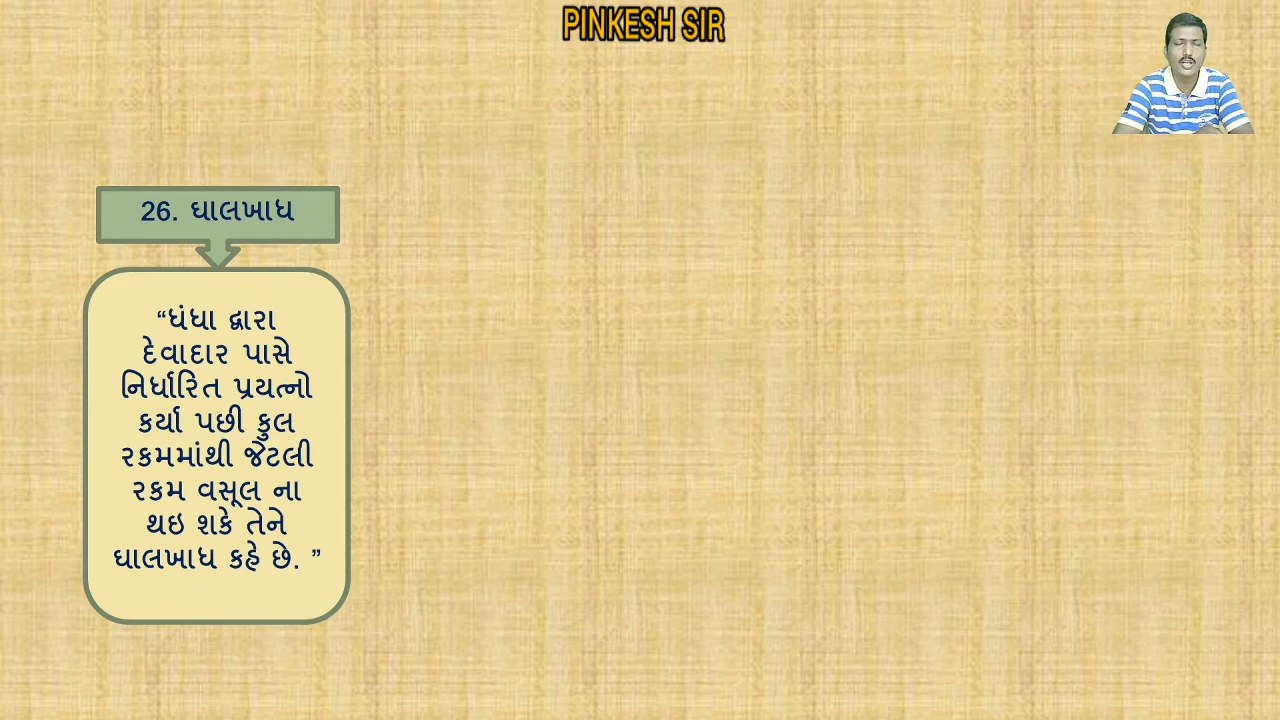 PINKESH SIR
26. ઘાલખાધ
“ધંધા દ્વારા
દેવાદાર પાસે
નિર્ધારિત પ્રયત્નો
કર્યા પછી કુલ
રકમમાંથી જેટલી
રકમ વસૂલ ના
થઇ શકે તેને
ઘાલખાધ કહે છે. ”